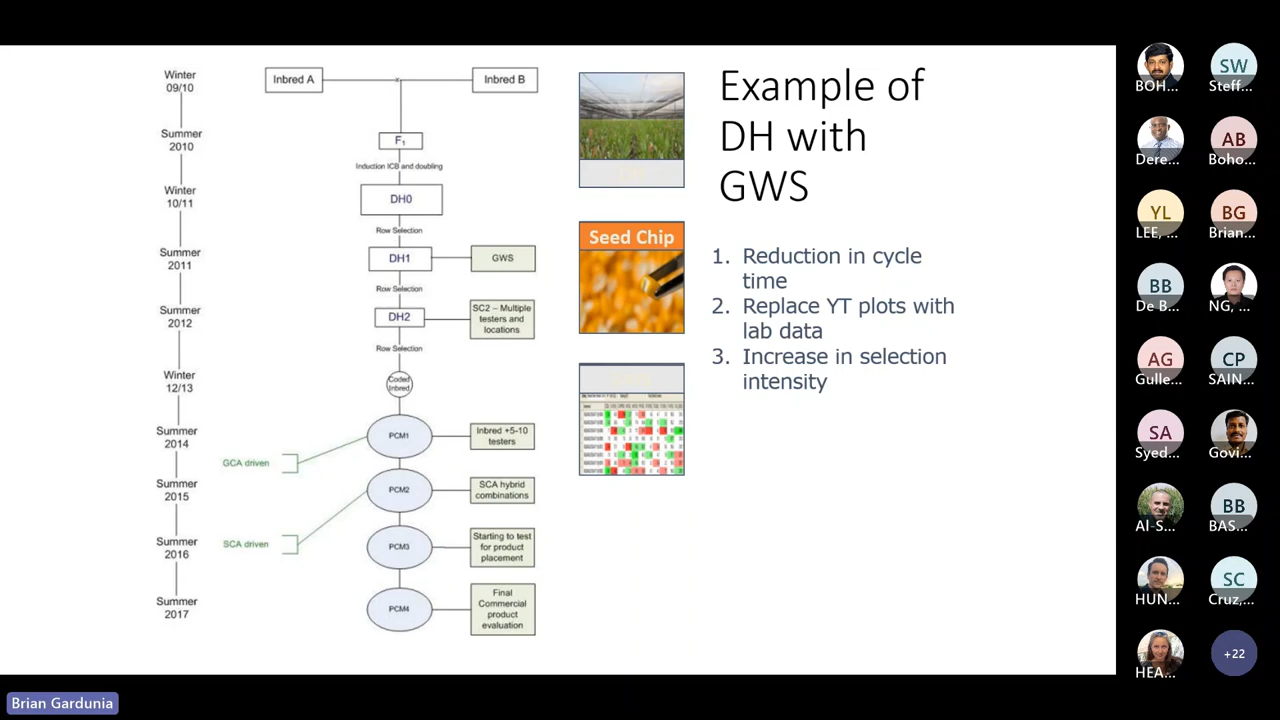 Winter
09/10
Summer
2010
Winter
10/11
Summer
2011
Summer
2012
Winter
12/13
Summer
2014
Summer
2015
Summer
2016
Summer
2017
Inbred A
Inbred B
F1
Induction ICB and doubling
DH0
Row Selection
DH1
GWS
Row Selection
DH2
SC2 – Multiple
testers and
locations
Row Selection
Coded
Inbred
PCM1
Inbred +5-10
testers
GCA driven
PCM2
SCA hybrid
combinations
SCA driven
PCM3
Starting to test
for product
placement
PCM4
Final
Commercial
product
evaluation
Seed Chip
Example of
DH with
GWS
1. Reduction in cycle
time
2. Replace YT plots with
lab data
3. Increase in selection
intensity
BOH...
SW
Steff...
Dere...
AB
Boho...
YL
LEE, ...
BG
Brian...
BB
De B...
NG, ...
AG
Gulle...
CP
SAIN...
SA
Syed...
Govi...
Al-S...
BB
BAS...
HUN...
SC
Cruz,...
HEA...
+22
Brian Gardunia